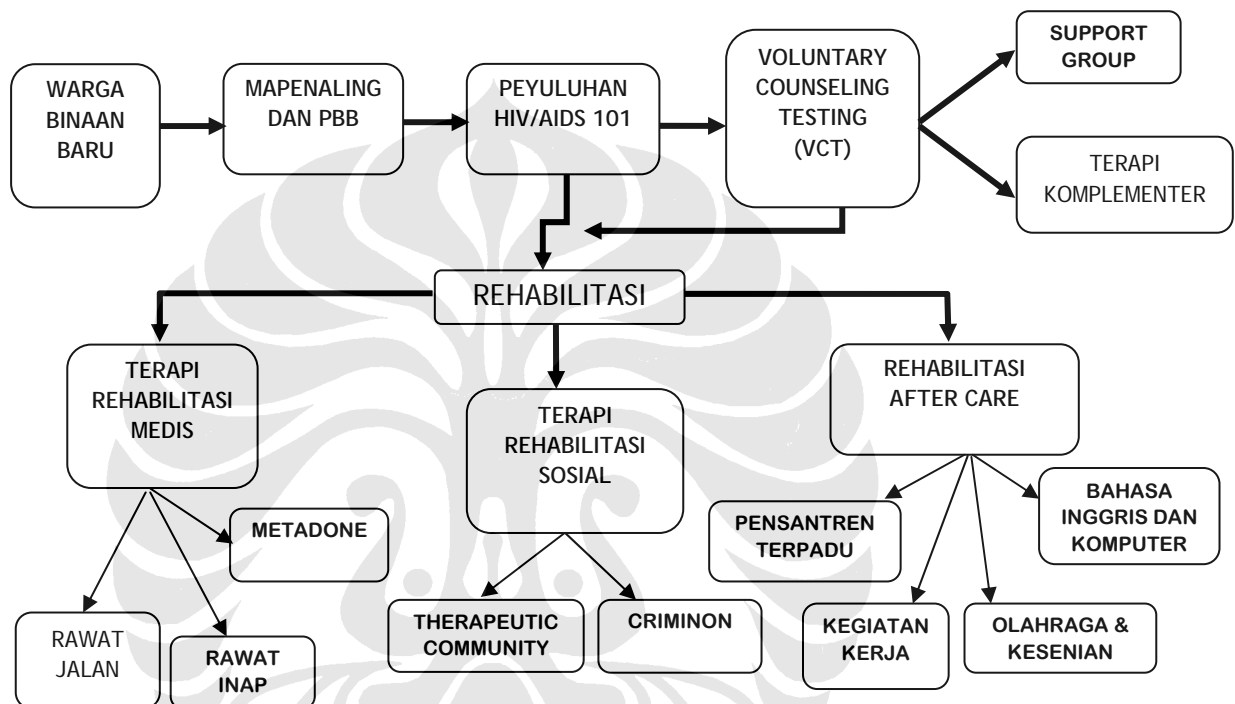 WARGA
BINAAN
BARU
MAPENALING
DAN PBB
PEYULUHAN
HIV/AIDS 101
VOLUNTARY
COUNSELING
TESTING
(VCT)
SUPPORT
GROUP
TERAPI
KOMPLEMENTER
REHABILITASI
TERAPI
REHABILITASI
MEDIS
TERAPI
REHABILITASI
SOSIAL
REHABILITASI
AFTER CARE
RAWAT
JALAN
RAWAT
INAP
METADONE
THERAPEUTIC
COMMUNITY
CRIMINON
PENSANTREN
TERPADU
KEGIATAN
KERJA
OLAHRAGA &
KESENIAN
BAHASA
INGGRIS DAN
KOMPUTER